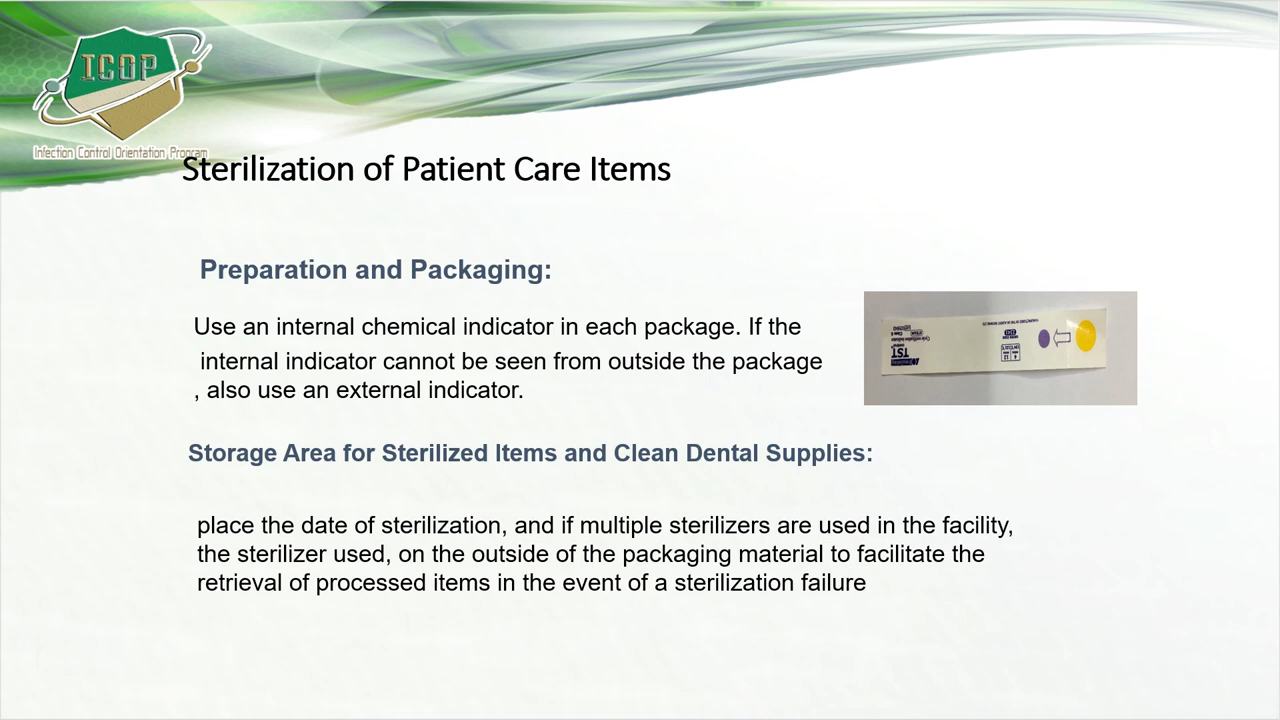 ICOP
Infection Control Orientation Program
Sterilization of Patient Care Items
Preparation and Packaging:
Use an internal chemical indicator in each package. If the
internal indicator cannot be seen from outside the package
, also use an external indicator.
TST
Storage Area for Sterilized Items and Clean Dental Supplies:
place the date of sterilization, and if multiple sterilizers are used in the facility,
the sterilizer used, on the outside of the packaging material to facilitate the
retrieval of processed items in the event of a sterilization failure